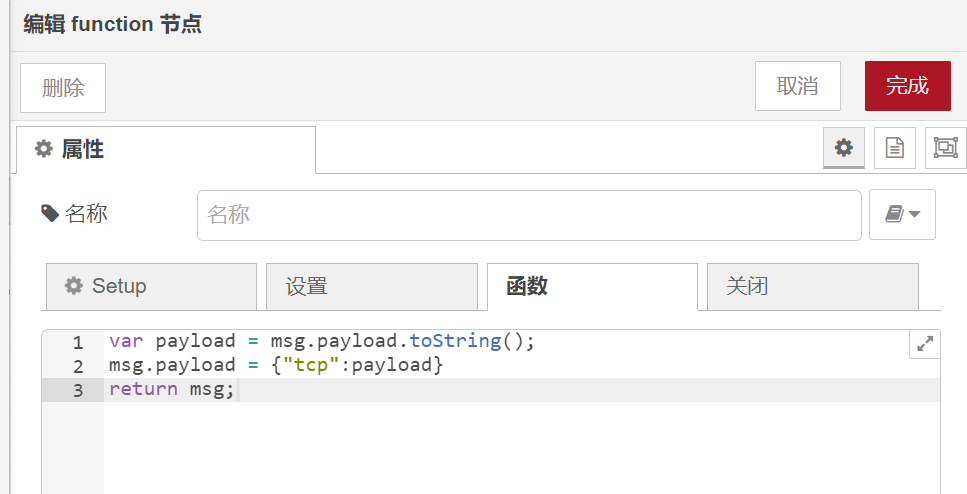 编辑 function 节点
删除
取消
完成
属性
名称
名称
Setup
设置
函数
关闭
1 var payload = msg.payload.toString();
2 msg.payload = {"tcp":payload}
3 return msg;